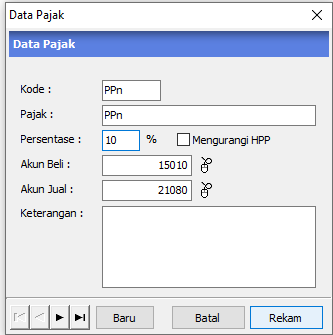 Data Pajak
Data Pajak
Kode : PPn
Pajak : PPn
Persentase : 10 % Mengurangi HPP
Akun Beli : 15010
Akun Jual : 21080
Keterangan :
Baru Batal Rekam